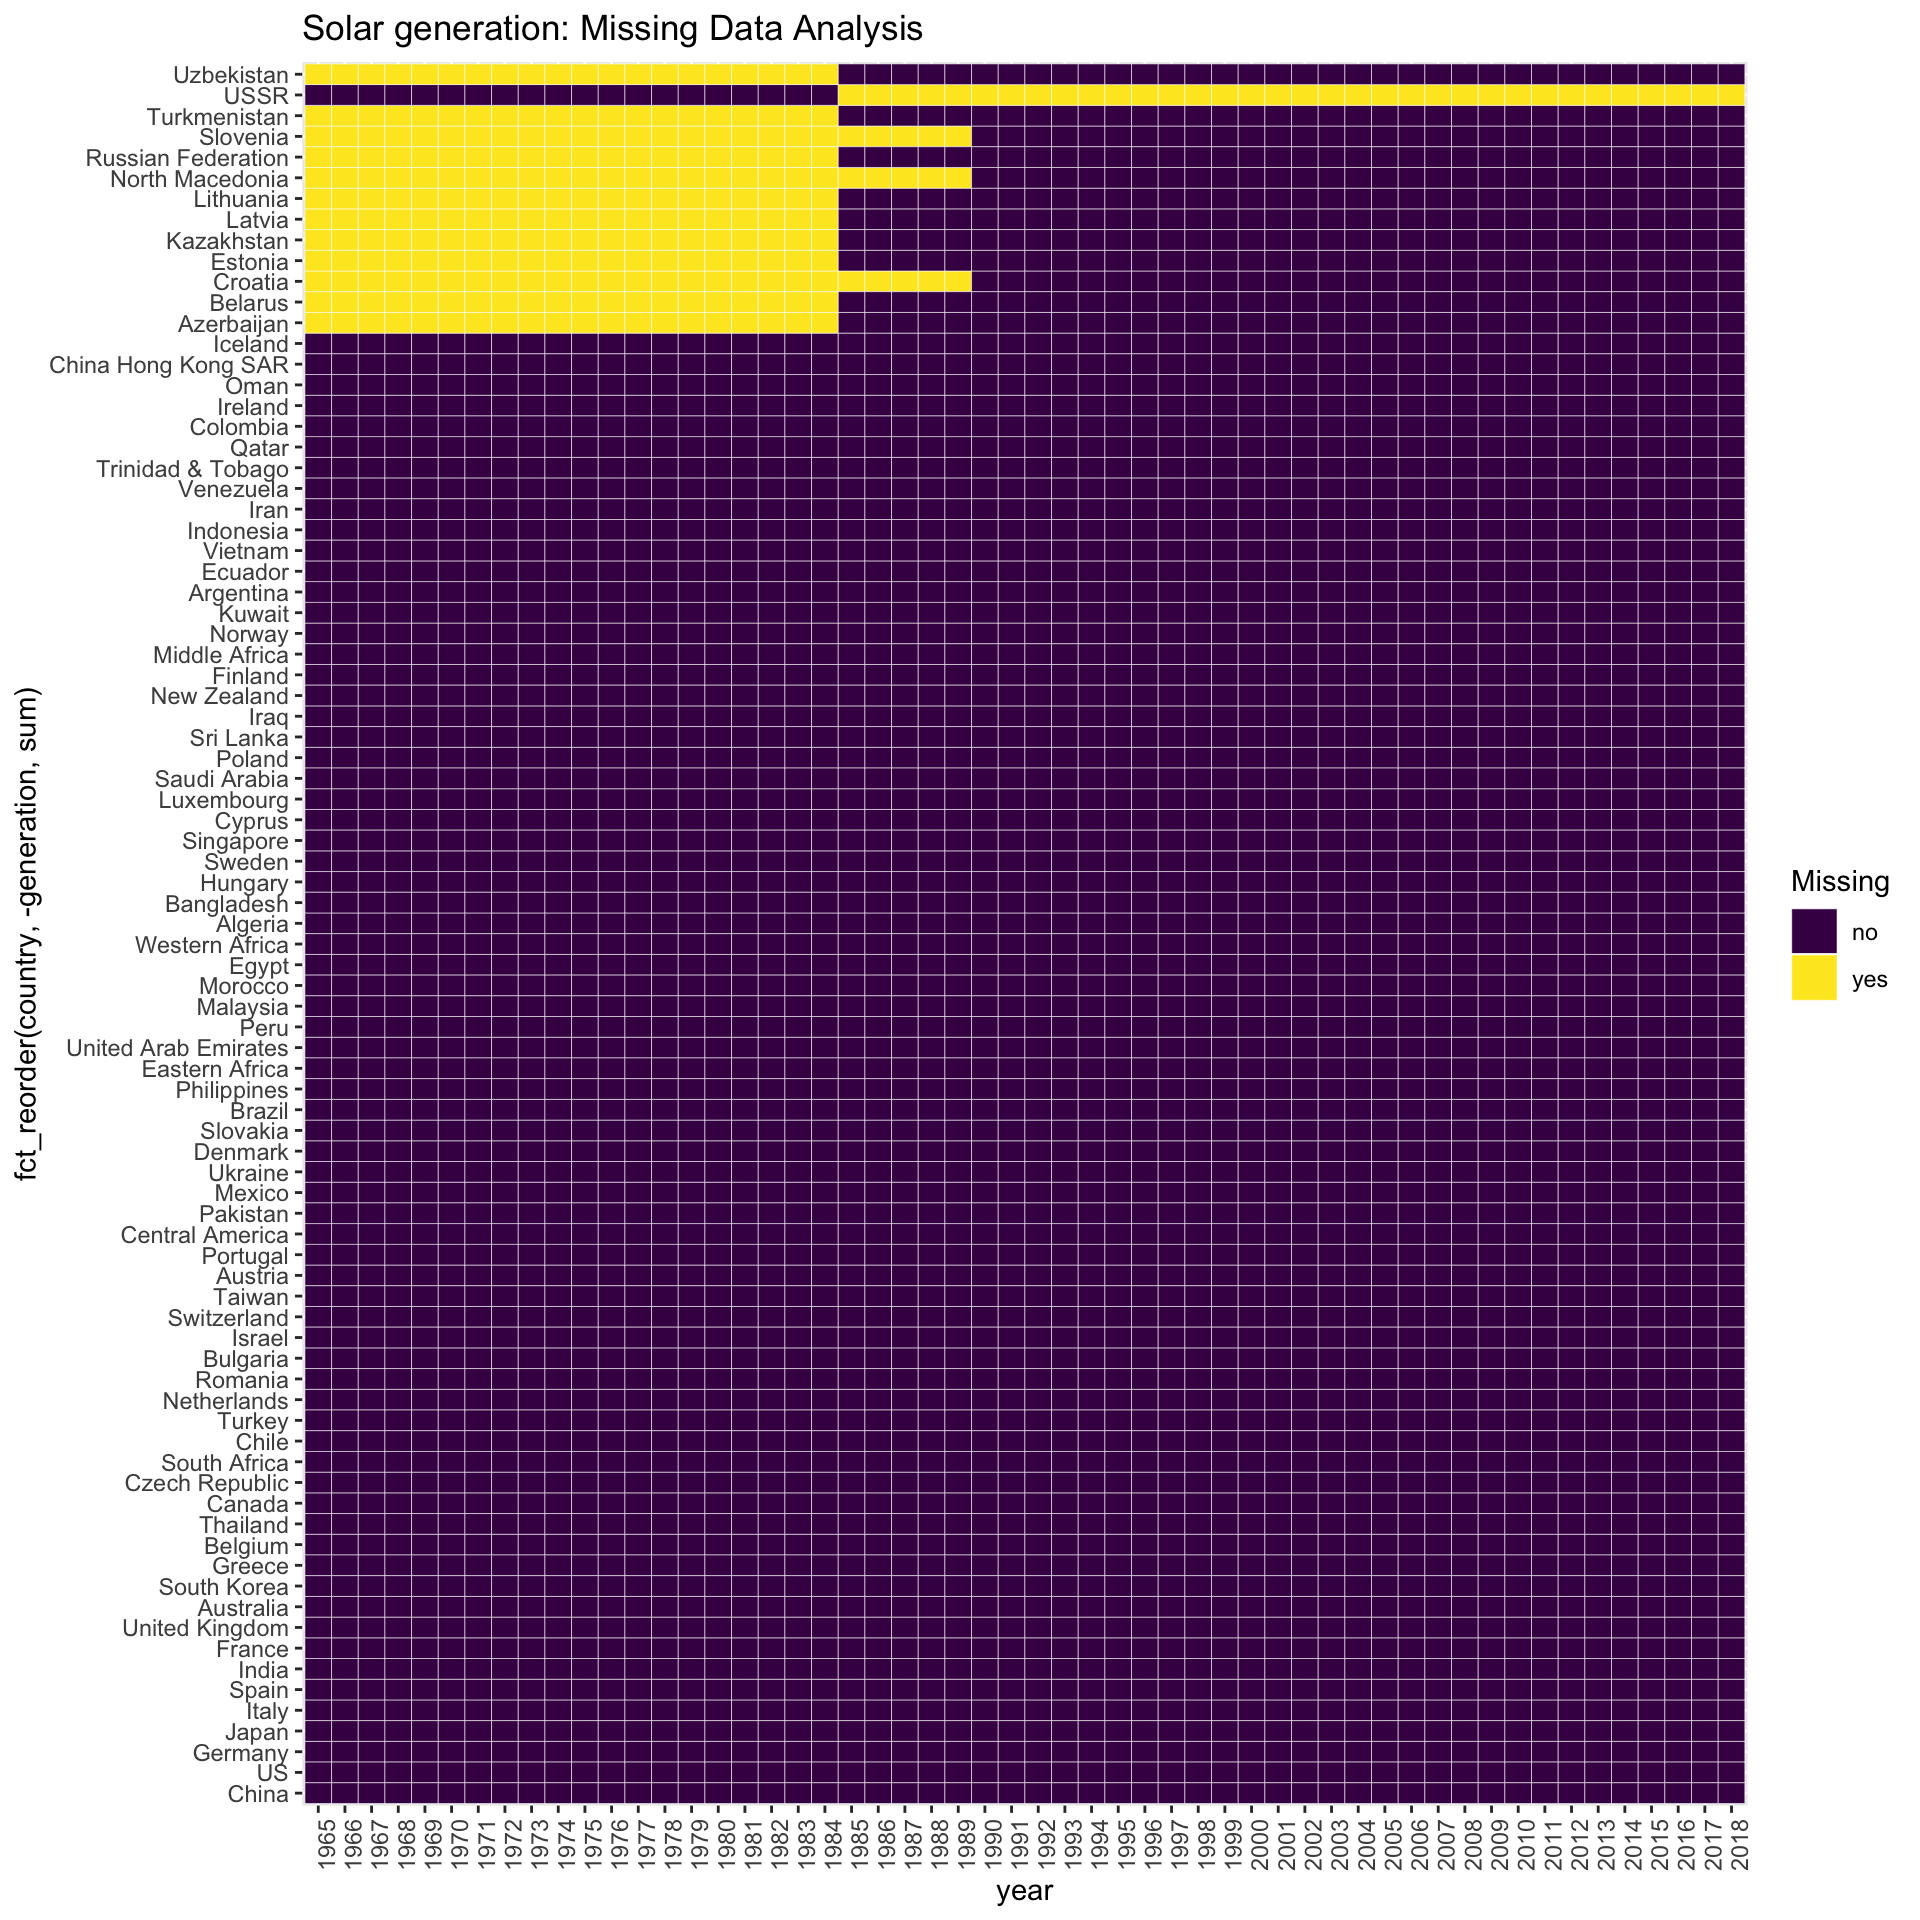 Solar generation: Missing Data Analysis
fct_reorder(country, -generation, sum)
Uzbekistan
USSR
Turkmenistan
Slovenia
Russian Federation
North Macedonia
Lithuania
Latvia
Kazakhstan
Estonia
Croatia
Belarus
Azerbaijan
Iceland
China Hong Kong SAR
Oman
Ireland
Colombia
Qatar
Trinidad & Tobago
Venezuela
Iran
Indonesia
Vietnam
Ecuador
Argentina
Kuwait
Norway
Middle Africa
Finland
New Zealand
Iraq
Sri Lanka
Poland
Saudi Arabia
Luxembourg
Cyprus
Singapore
Sweden
Hungary
Bangladesh
Algeria
Western Africa
Egypt
Morocco
Malaysia
Peru
United Arab Emirates
Eastern Africa
Philippines
Brazil
Slovakia
Denmark
Ukraine
Mexico
Pakistan
Central America
Portugal
Austria
Taiwan
Switzerland
Israel
Bulgaria
Romania
Netherlands
Turkey
Chile
South Africa
Czech Republic
Canada
Thailand
Belgium
Greece
South Korea
Australia
United Kingdom
France
India
Spain
Italy
Japan
Germany
US
China
1965
1966
1967
1968
1969
1970
1971
1972
1973
1974
1975
1976
1977
1978
1979
1980
1981
1982
1983
1984
1985
1986
1987
1988
1989
1990
1991
1992
1993
1994
1995
1996
1997
1998
1999
2000
2001
2002
2003
2004
2005
2006
2007
2008
2009
2010
2011
2012
2013
2014
2015
2016
2017
2018
year
Missing
no
yes